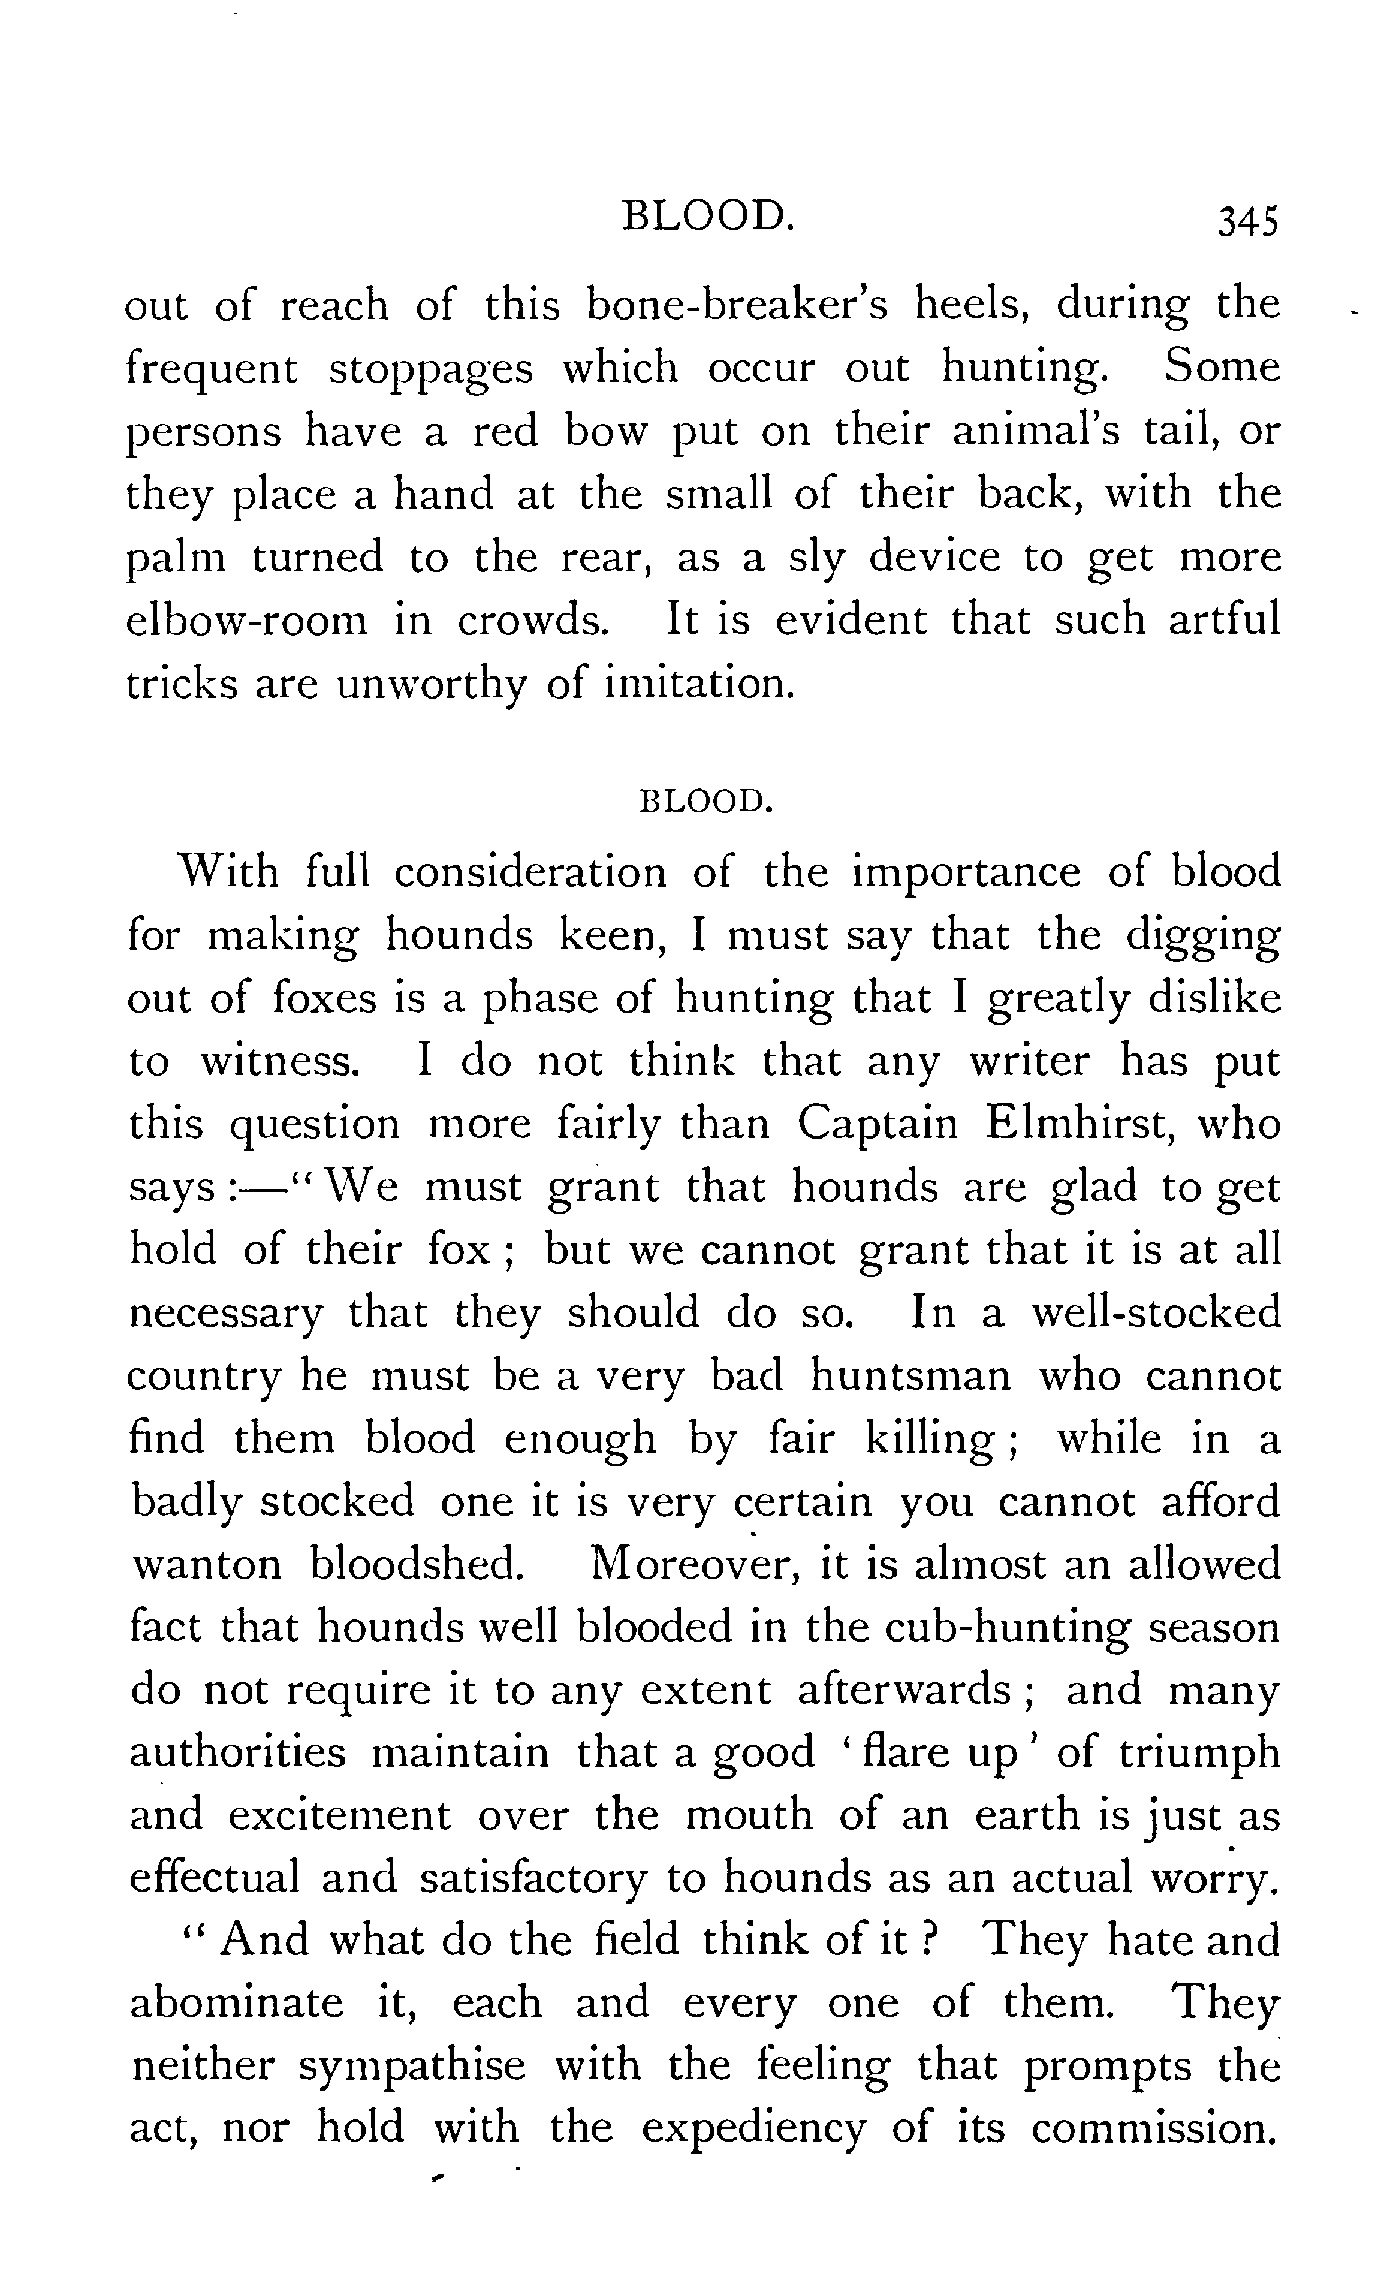 BLOOD. 345
out of reach of this bone-breaker's heels, during the
frequent stoppages which occur out hunting. Some
persons have a red bow put on their animal's tail, or
they place a hand at the small of their back, with the
palm turned to the rear, as a sly device to get more
elbow-room in crowds. It is evident that such artful
tricks are unworthy of imitation.
BLOOD.
With full consideration of the importance of blood
for making hounds keen, I must say that the digging
out of foxes is a phase of hunting that I greatly dislike
to witness. I do not think that any writer has put
this question more fairly than Captain Elmhirst, who
says :—" We must grant that hounds are glad to get
hold of their fox ; but we cannot grant that it is at all
necessary that they should do so. In a well-stocked
country he must be a very bad huntsman who cannot
find them blood enough by fair killing ; while in a
badly stocked one it is very certain you cannot afford
wanton bloodshed. Moreover, it is almost an allowed
fact that hounds well blooded in the cub-hunting season
do not require it to any extent afterwards ; and many
authorities maintain that a good ' flare up ' of triumph
and excitement over the mouth of an earth is just as
effectual and satisfactory to hounds as an actual worry.
" And what do the field think of it ? They hate and
abominate it, each and every one of them. They
neither sympathise with the feeling that prompts the
act, nor hold with the expediency of its commission.